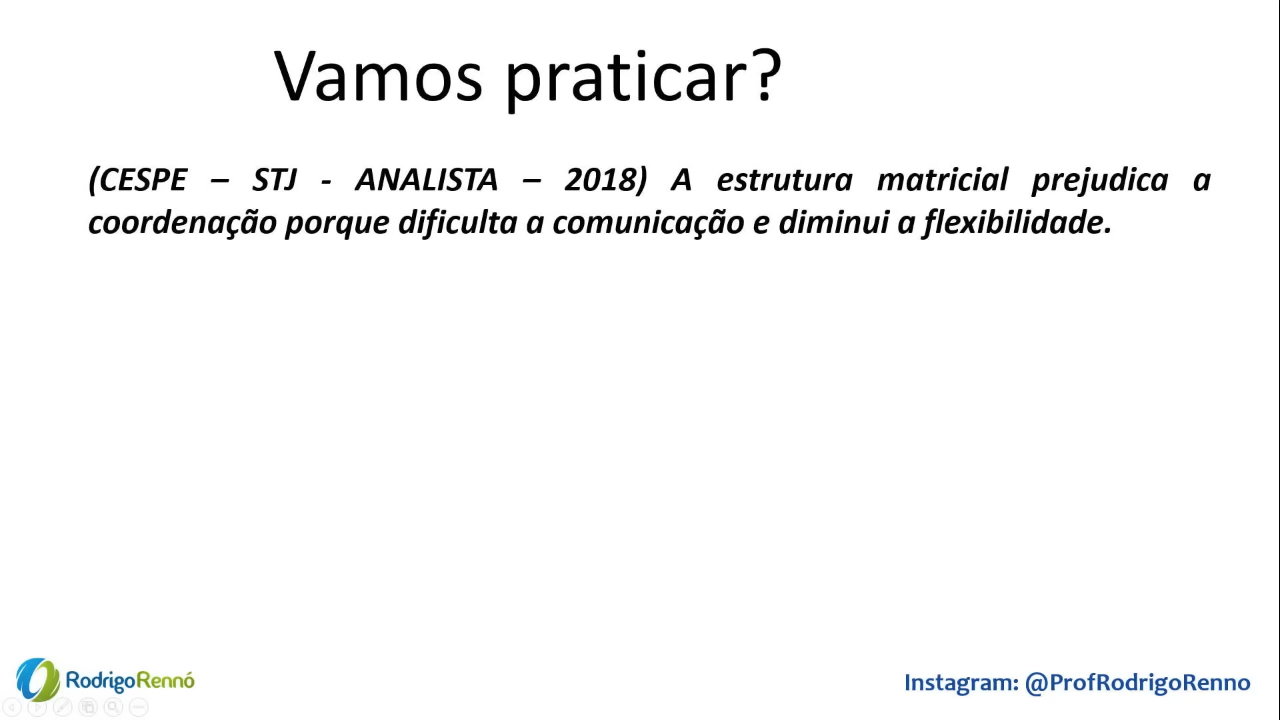 Vamos praticar?
(CESPE – STJ - ANALISTA – 2018) A estrutura matricial prejudica a
coordenação porque dificulta a comunicação e diminui a flexibilidade.
RodrigoRennó
Instagram: @ProfRodrigoRenno